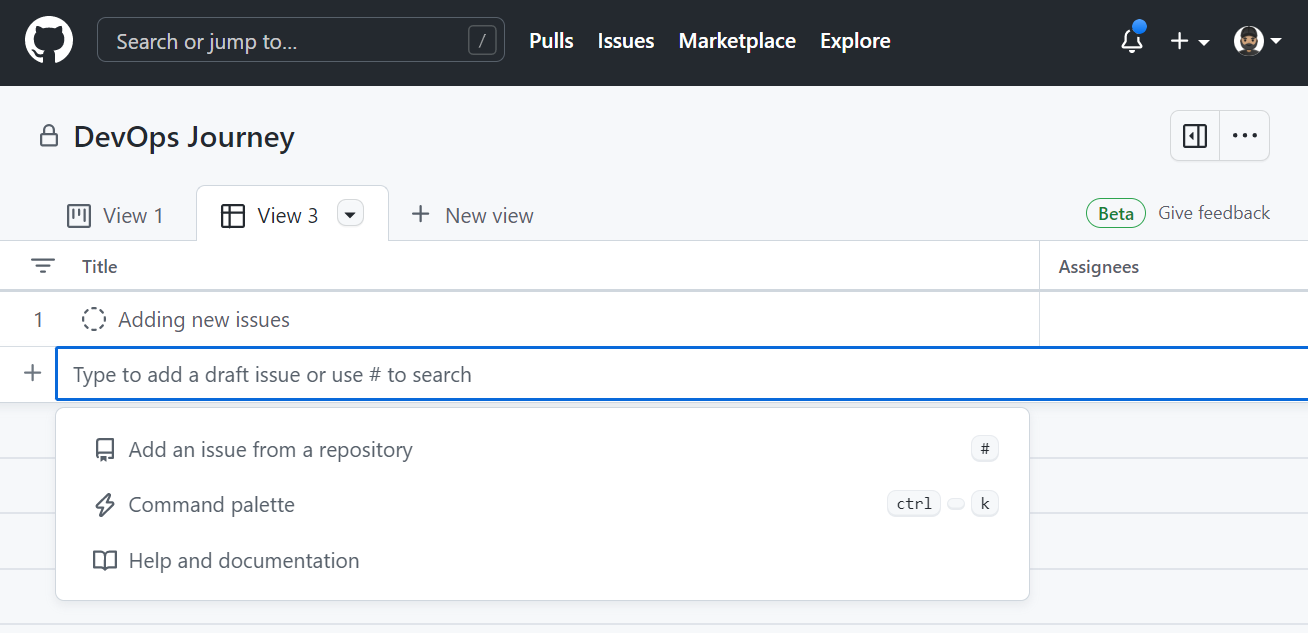 Search or jump to... /
Pulls Issues Marketplace Explore
DevOps Journey
View 1 View 3 New view
Beta Give feedback
Title Assignees
1 Adding new issues
Type to add a draft issue or use # to search
Add an issue from a repository #
Command palette ctrl k
Help and documentation